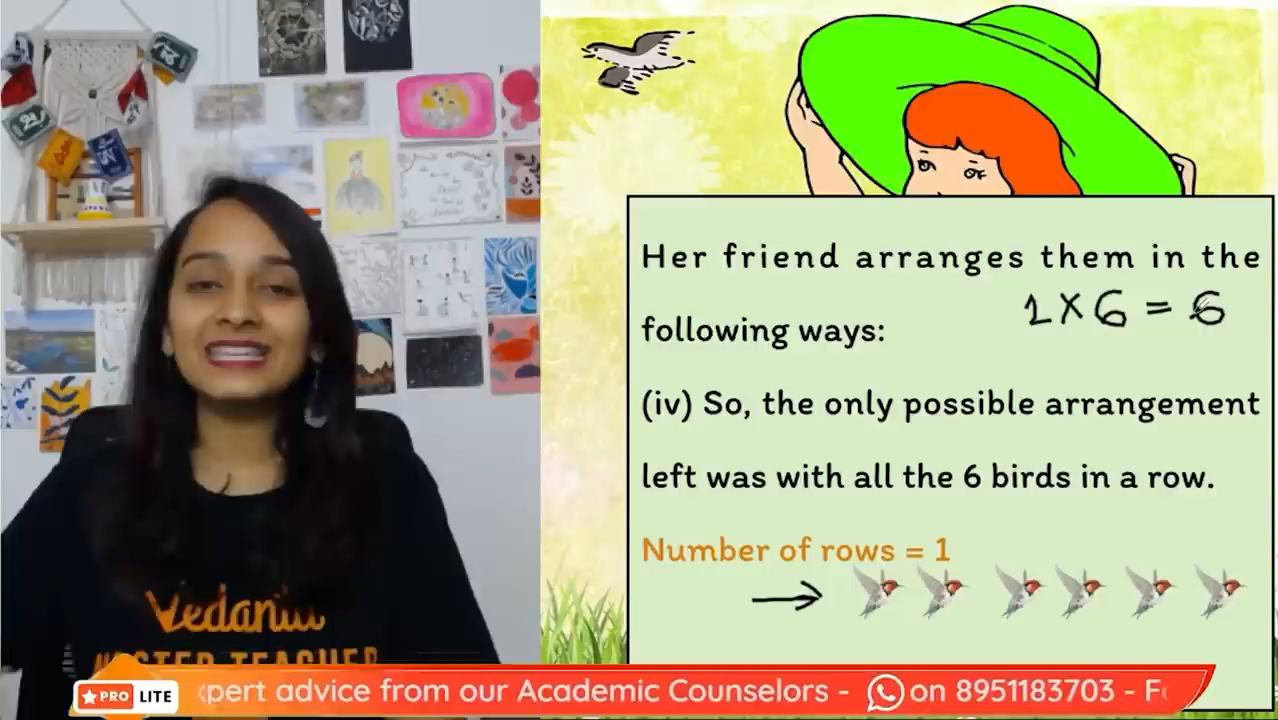 Her friend arranges them in the
1 × 6 = 6
following ways:
(iv) So, the only possible arrangement
left was with all the 6 birds in a row.
Number of rows = 1
Vedantu
MASTER TEACHER
PRO LITE
xpert advice from our Academic Counselors - on 8951183703 -